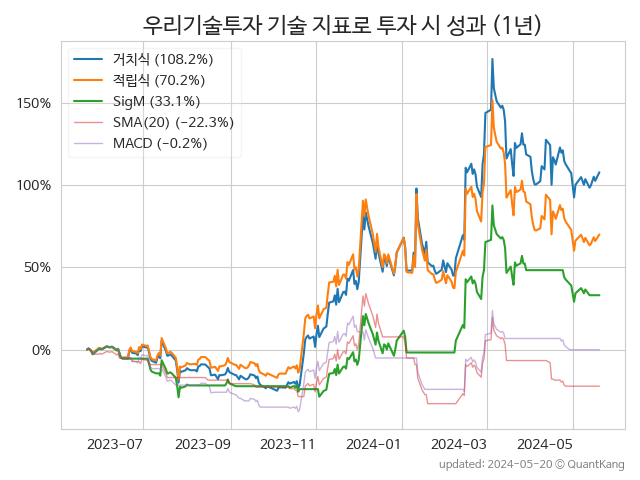 우리기술투자 기술 지표로 투자 시 성과 (1년)
거치식 (108.2%)
적립식 (70.2%)
SigM (33.1%)
SMA(20) (-22.3%)
MACD (-0.2%)
150%
100%
50%
0%
2023-07 2023-09 2023-11 2024-01 2024-03 2024-05
updated: 2024-05-20 © QuantKang